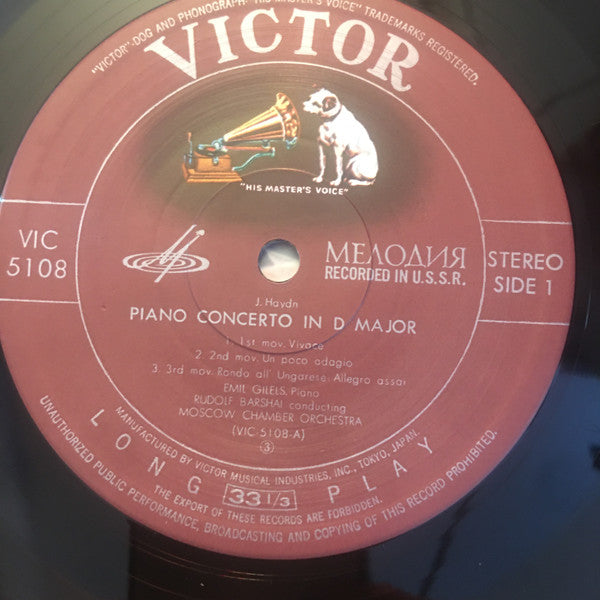 "VICTOR"-DOG AND PHONOGRAPH: "HIS MASTER'S VOICE" TRADEMARKS REGISTERED.
VICTOR
"HIS MASTER'S VOICE"
VIC
5108
МЕЛОДИЯ
RECORDED IN U.S.S.R.
STEREO
SIDE 1
J. Haydn
PIANO CONCERTO IN D MAJOR
1. 1st mov. Vivace
2. 2nd mov. Un poco adagio
3. 3rd mov. Rondo all' Ungarese: Allegro assai
EMIL GILELS, Piano
RUDOLF BARSHAI conducting
MOSCOW CHAMBER ORCHESTRA
(VIC 5108-A)
③
MANUFACTURED BY VICTOR MUSICAL INDUSTRIES, INC., TOKYO, JAPAN
LONG 33 1/3 PLAY
THE EXPORT OF THESE RECORDS ARE FORBIDDEN.
UNAUTHORIZED PUBLIC PERFORMANCE, BROADCASTING AND COPYING OF THIS RECORD PROHIBITED.